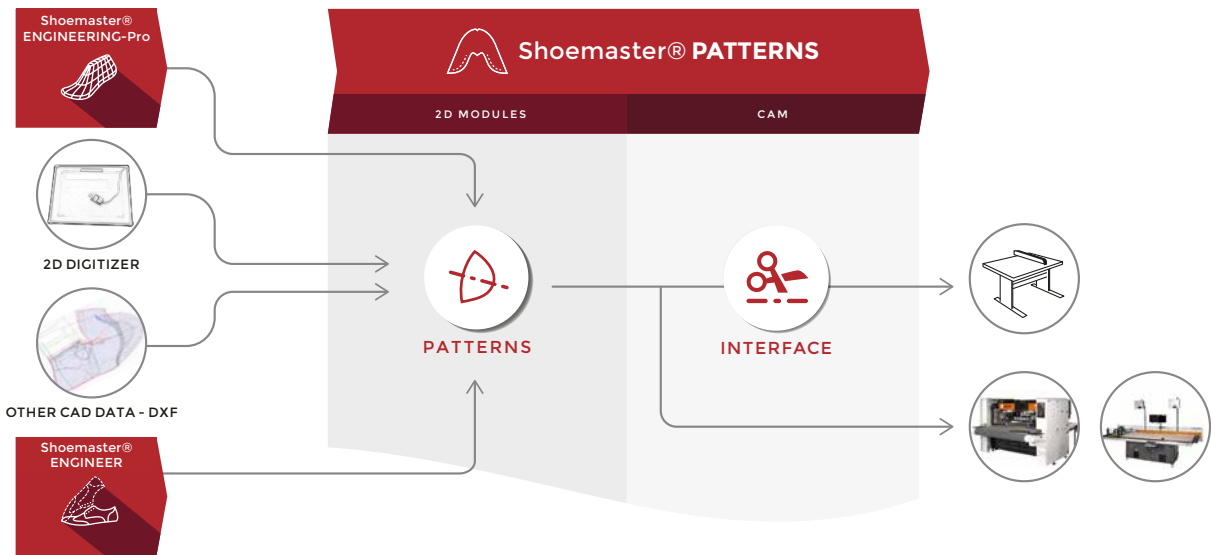 Shoemaster®
ENGINEERING-Pro
Shoemaster® PATTERNS
2D MODULES
CAM
2D DIGITIZER
PATTERNS
INTERFACE
OTHER CAD DATA - DXF
Shoemaster®
ENGINEER